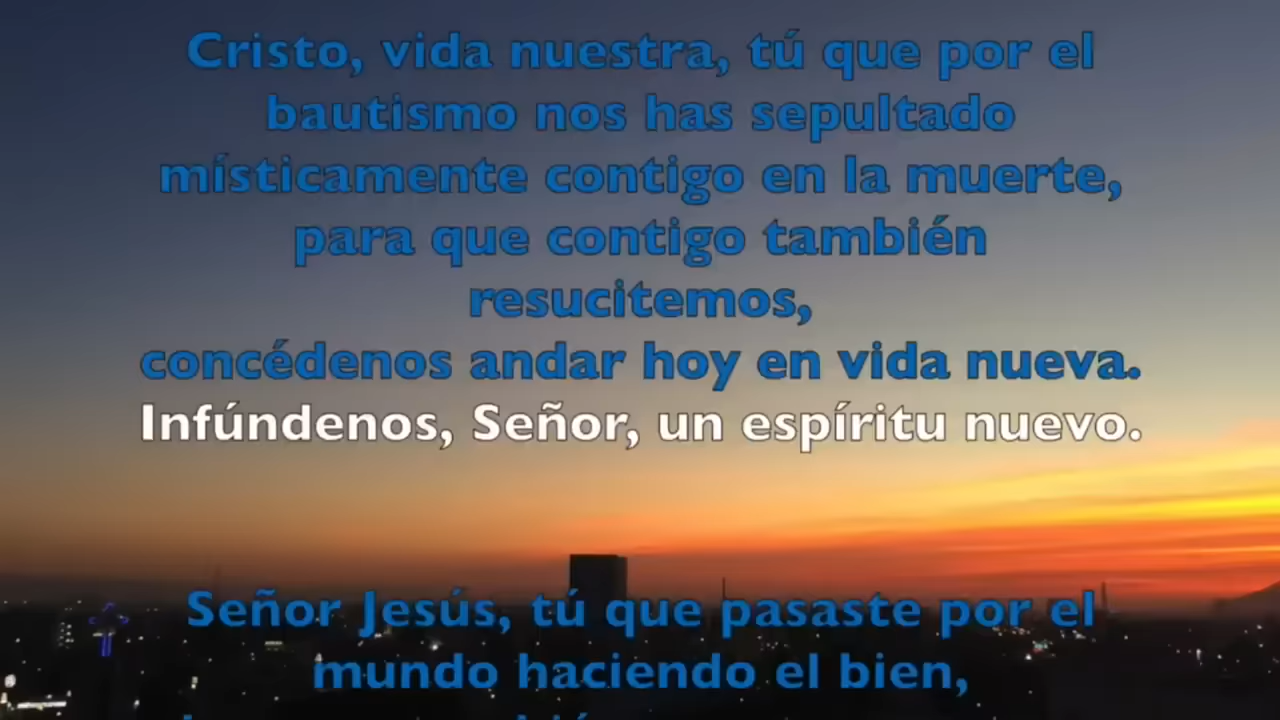 Cristo, vida nuestra, tú que por el
bautismo nos has sepultado
místicamente contigo en la muerte,
para que contigo también
resucitemos,
concédenos andar hoy en vida nueva.
Infúndenos, Señor, un espíritu nuevo.
Señor Jesús, tú que pasaste por el
mundo haciendo el bien,